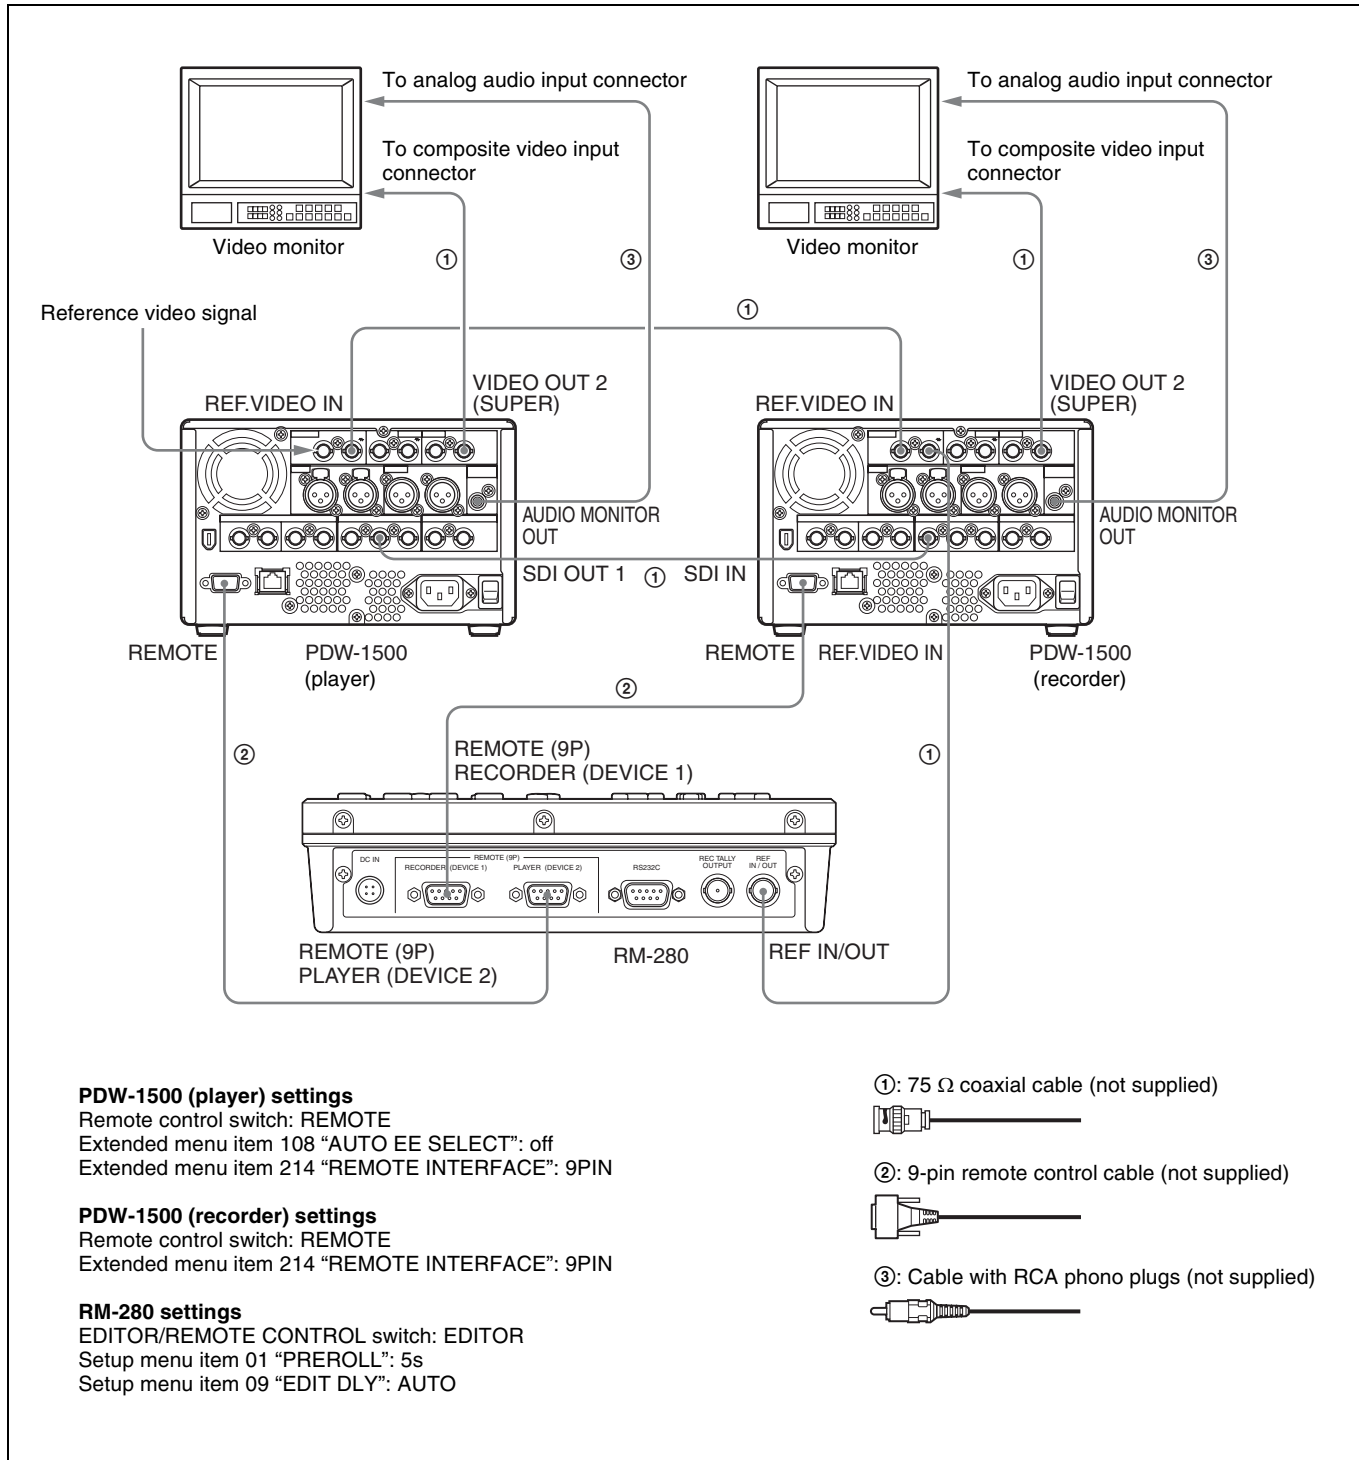 To analog audio input connector
To analog audio input connector
To composite video input
connector
To composite video input
connector
Video monitor
Video monitor
①
③
①
③
Reference video signal
①
REF.VIDEO IN
VIDEO OUT 2
(SUPER)
REF.VIDEO IN
VIDEO OUT 2
(SUPER)
AUDIO MONITOR
OUT
AUDIO MONITOR
OUT
SDI OUT 1 ① SDI IN
REMOTE
PDW-1500
(player)
REMOTE
REF.VIDEO IN
PDW-1500
(recorder)
②
②
REMOTE (9P)
RECORDER (DEVICE 1)
①
DC IN
REMOTE (9P)
RECORDER (DEVICE 1)
PLAYER (DEVICE 2)
RS232C
REC TALLY
OUTPUT
REF
IN / OUT
REMOTE (9P)
PLAYER (DEVICE 2)
RM-280
REF IN/OUT
PDW-1500 (player) settings
Remote control switch: REMOTE
Extended menu item 108 “AUTO EE SELECT”: off
Extended menu item 214 “REMOTE INTERFACE”: 9PIN
PDW-1500 (recorder) settings
Remote control switch: REMOTE
Extended menu item 214 “REMOTE INTERFACE”: 9PIN
RM-280 settings
EDITOR/REMOTE CONTROL switch: EDITOR
Setup menu item 01 “PREROLL”: 5s
Setup menu item 09 “EDIT DLY”: AUTO
①: 75 Ω coaxial cable (not supplied)
②: 9-pin remote control cable (not supplied)
③: Cable with RCA phono plugs (not supplied)